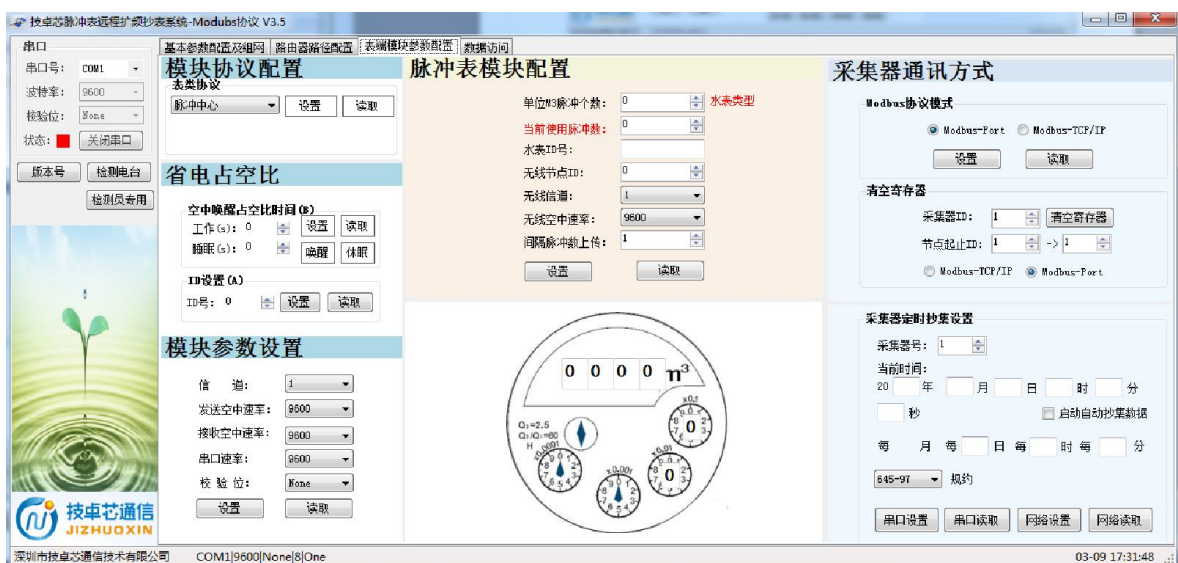 技卓芯脉冲表远程扩频抄表系统-Modubs协议 V3.5
串口
串口号: COM1
波特率: 9600
校验位: None
状态: 关闭串口
版本号 检测电台
检测员专用
技卓芯通信
JIZHUOXIN
基本参数配置及组网 路由器路径配置 表端模块参数配置 数据访问
模块协议配置
表类协议
脉冲中心 设置 读取
省电占空比
空中唤醒占空比时间(B)
工作(s): 0 设置 读取
睡眠(s): 0 唤醒 休眠
ID设置(A)
ID号: 0 设置 读取
模块参数设置
信 道: 1
发送空中速率: 9600
接收空中速率: 9600
串口速率: 9600
校 验 位: None
设置 读取
脉冲表模块配置
单位M3脉冲个数: 0 水表类型
当前使用脉冲数: 0
水表ID号:
无线节点ID: 0
无线信道: 1
无线空中速率: 9600
间隔脉冲数上传: 1
设置 读取
0 0 0 0 m³
x0.1
Q₃=2.5
H
x0.0001
x0.001
0
0
采集器通讯方式
Modbus协议模式
Modbus-Port Modbus-TCP/IP
设置 读取
清空寄存器
采集器ID: 1 清空寄存器
节点起止ID: 1 -> 1
Modbus-TCP/IP Modbus-Port
采集器定时抄集设置
采集器号: 1
当前时间:
20 年 月 日 时 分
秒 启动自动抄集数据
每 月 每 日 每 时 每 分
645-97 规约
串口设置 串口读取 网络设置 网络读取
深圳市技卓芯通信技术有限公司 COM1|9600|None|8|One 03-09 17:31:48